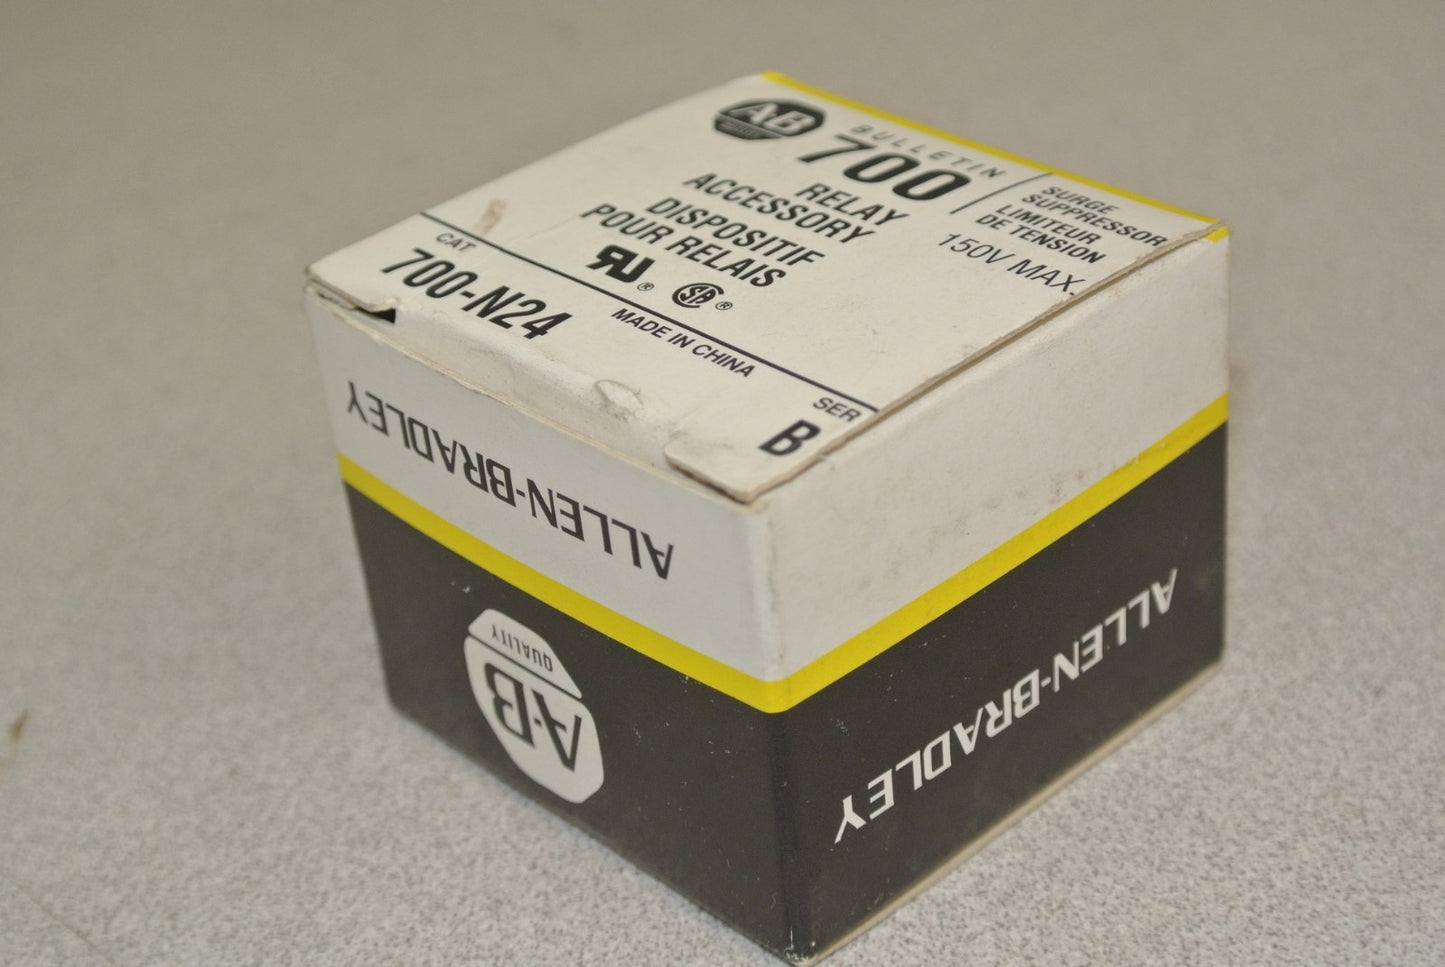 A-B
QUALITY
BULLETIN
700
RELAY
ACCESSORY
DISPOSITIF
POUR RELAIS
SURGE
SUPPRESSOR
LIMITEUR
DE TENSION
150V MAX.
CAT
700-N24
MADE IN CHINA
SER
B
ALLEN-BRADLEY
A-B
QUALITY
ALLEN-BRADLEY